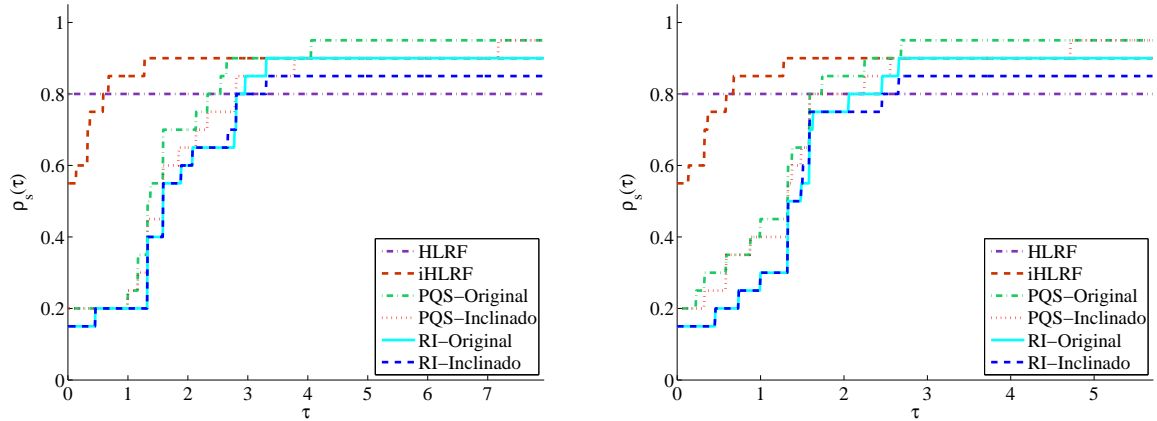 1
0.8
0.6
0.4
0.2
0
ρs(τ)
0 1 2 3 4 5 6 7
τ
HLRF
iHLRF
PQS−Original
PQS−Inclinado
RI−Original
RI−Inclinado
1
0.8
0.6
0.4
0.2
0
ρs(τ)
0 1 2 3 4 5
τ
HLRF
iHLRF
PQS−Original
PQS−Inclinado
RI−Original
RI−Inclinado